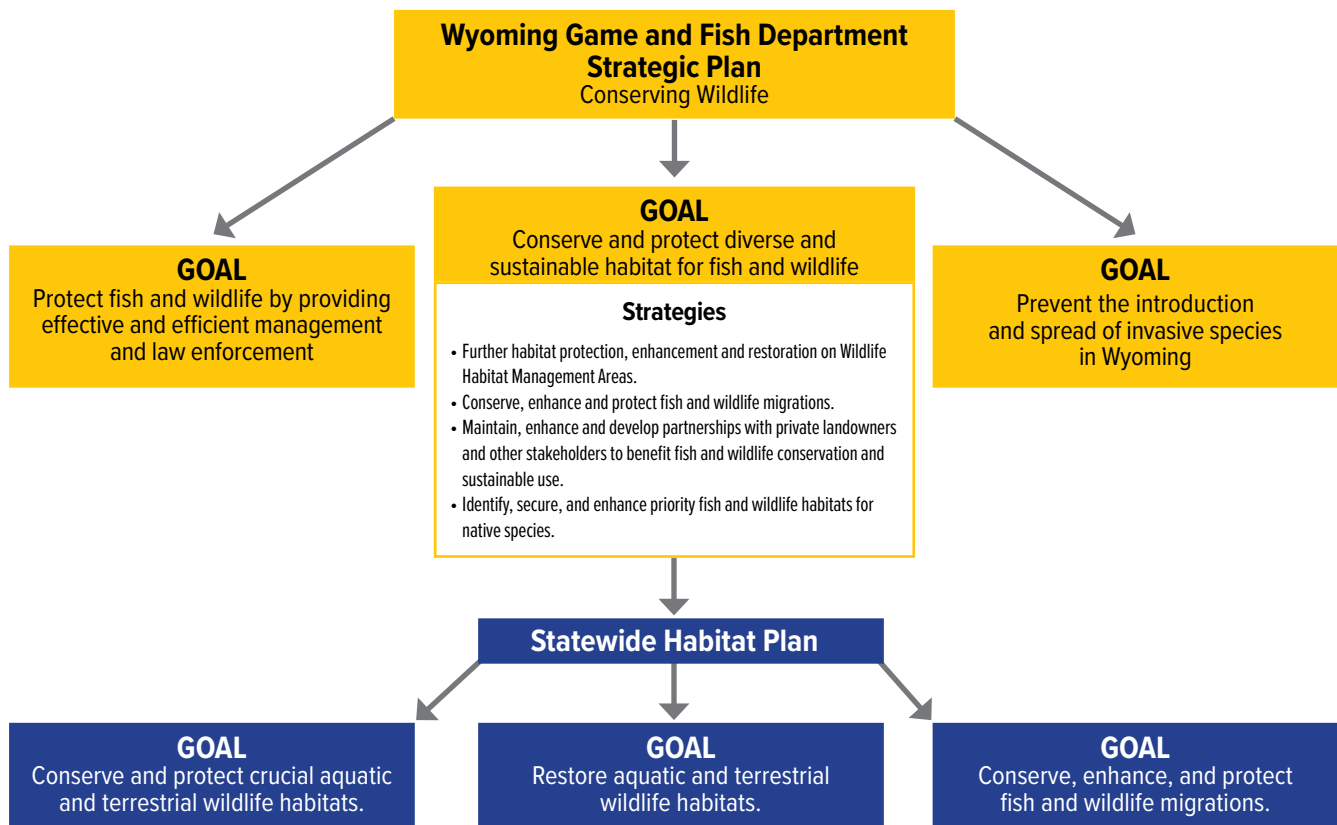 Wyoming Game and Fish Department
Strategic Plan
Conserving Wildlife
GOAL
Protect fish and wildlife by providing
effective and efficient management
and law enforcement
GOAL
Conserve and protect diverse and
sustainable habitat for fish and wildlife
Strategies
• Further habitat protection, enhancement and restoration on Wildlife
Habitat Management Areas.
• Conserve, enhance and protect fish and wildlife migrations.
• Maintain, enhance and develop partnerships with private landowners
and other stakeholders to benefit fish and wildlife conservation and
sustainable use.
• Identify, secure, and enhance priority fish and wildlife habitats for
native species.
GOAL
Prevent the introduction
and spread of invasive species
in Wyoming
Statewide Habitat Plan
GOAL
Conserve and protect crucial aquatic
and terrestrial wildlife habitats.
GOAL
Restore aquatic and terrestrial
wildlife habitats.
GOAL
Conserve, enhance, and protect
fish and wildlife migrations.